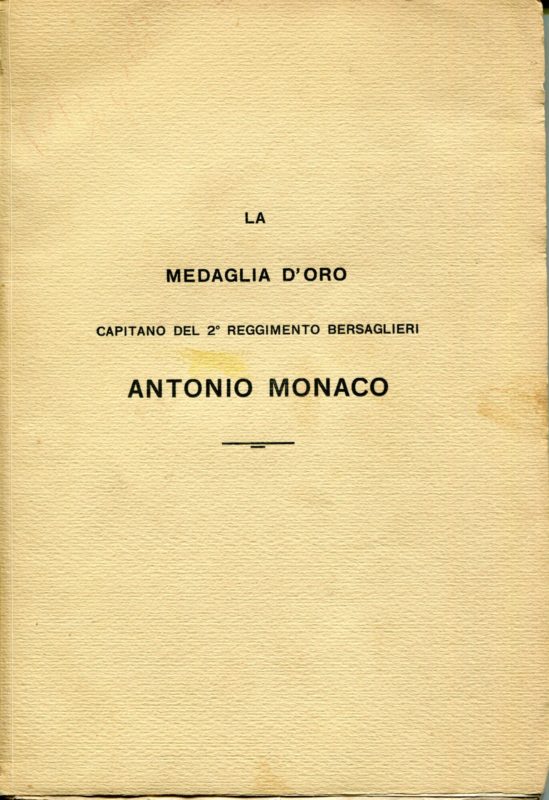 LA
MEDAGLIA D'ORO
CAPITANO DEL 2° REGGIMENTO BERSAGLIERI
ANTONIO MONACO